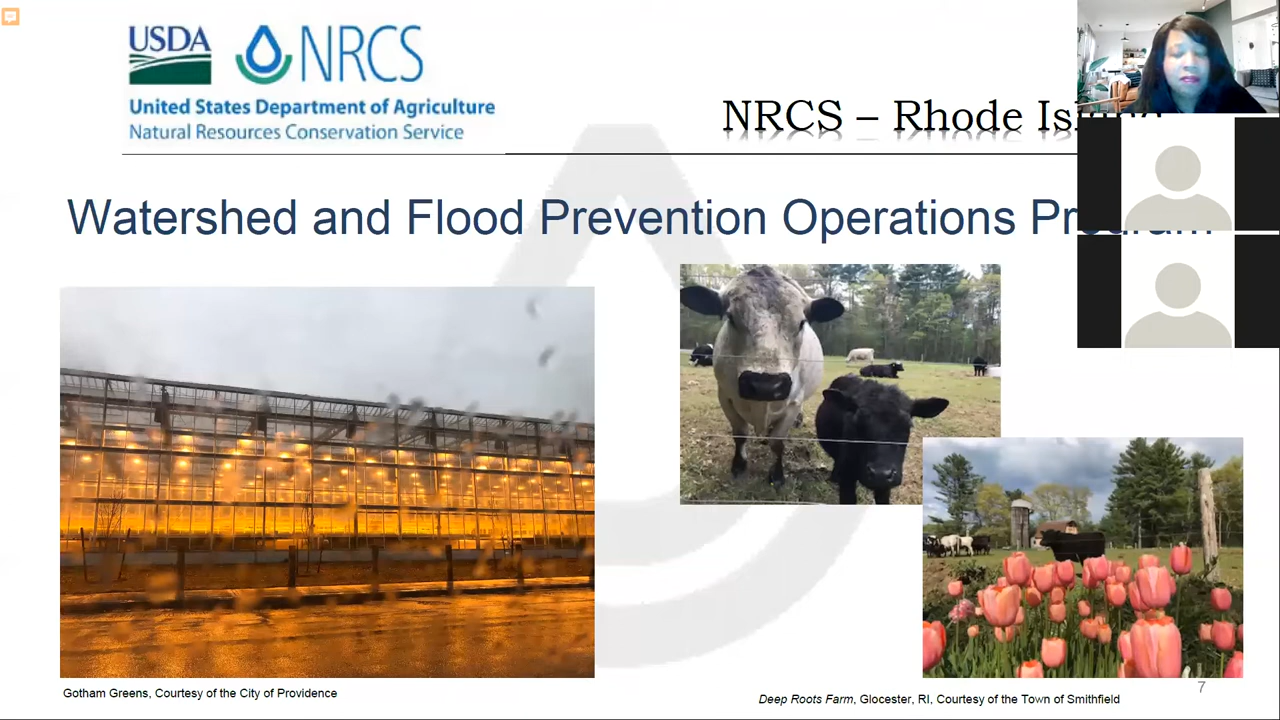 USDA NRCS
United States Department of Agriculture
Natural Resources Conservation Service
NRCS – Rhode Island
Watershed and Flood Prevention Operations Program
Gotham Greens, Courtesy of the City of Providence
Deep Roots Farm, Glocester, RI, Courtesy of the Town of Smithfield
7